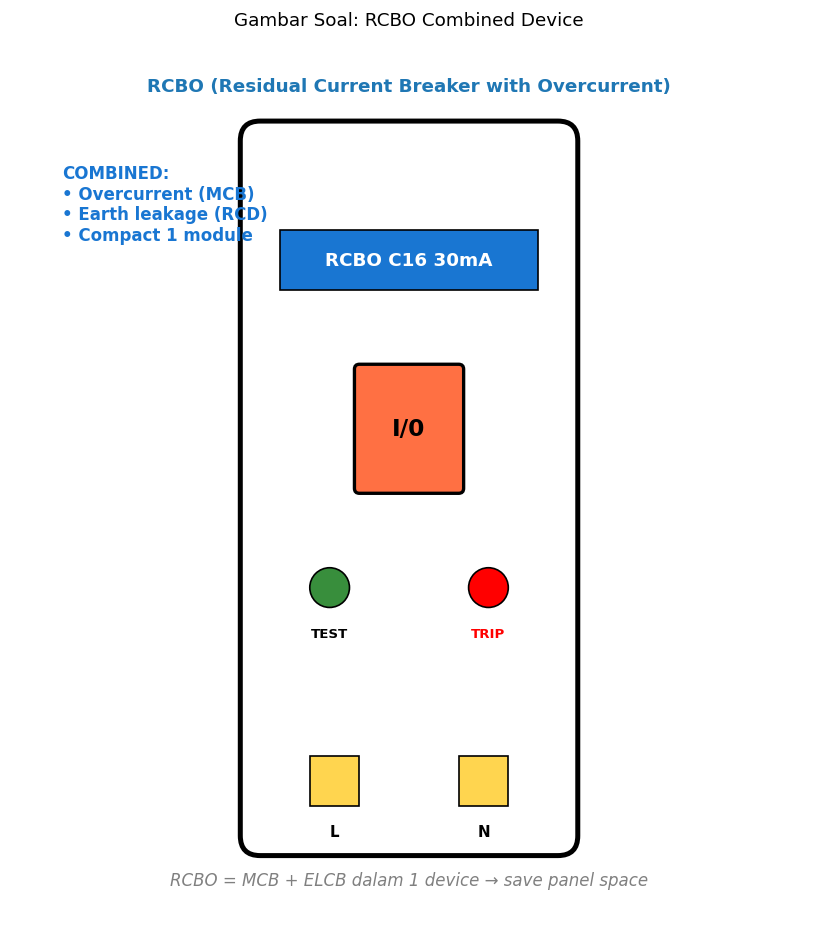 Gambar Soal: RCBO Combined Device
RCBO (Residual Current Breaker with Overcurrent)
COMBINED:
• Overcurrent (MCB)
• Earth leakage (RCD)
• Compact 1 module
RCBO C16 30mA
I/0
TEST
TRIP
L
N
RCBO = MCB + ELCB dalam 1 device → save panel space